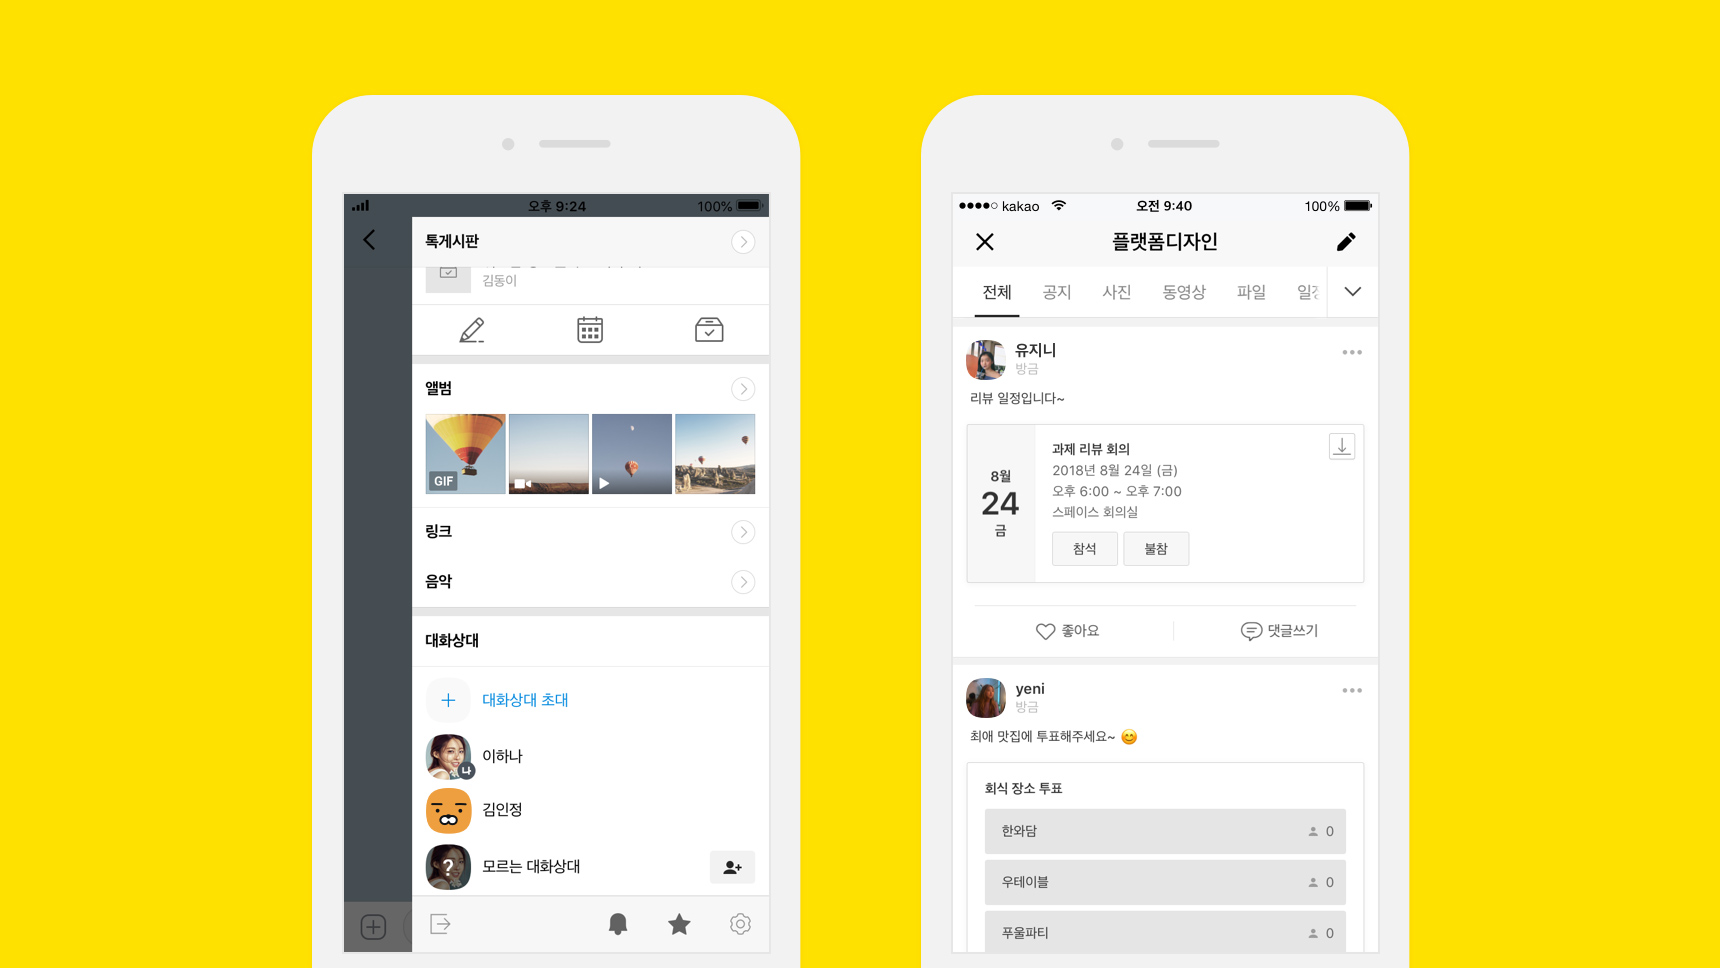 오후 9:24
100%
톡게시판
김동이
앨범
GIF
링크
음악
대화상대
대화상대 초대
나
이하나
김인정
?
모르는 대화상대
kakao
오전 9:40
100%
플랫폼디자인
전체 공지 사진 동영상 파일
유지니
방금
리뷰 일정입니다~
8월
24
금
과제 리뷰 회의
2018년 8월 24일 (금)
오후 6:00 ~ 오후 7:00
스페이스 회의실
참석
불참
좋아요
댓글쓰기
yeni
방금
최애 맛집에 투표해주세요~ 😊
회식 장소 투표
한와담 0
우테이블 0
푸울파티 0